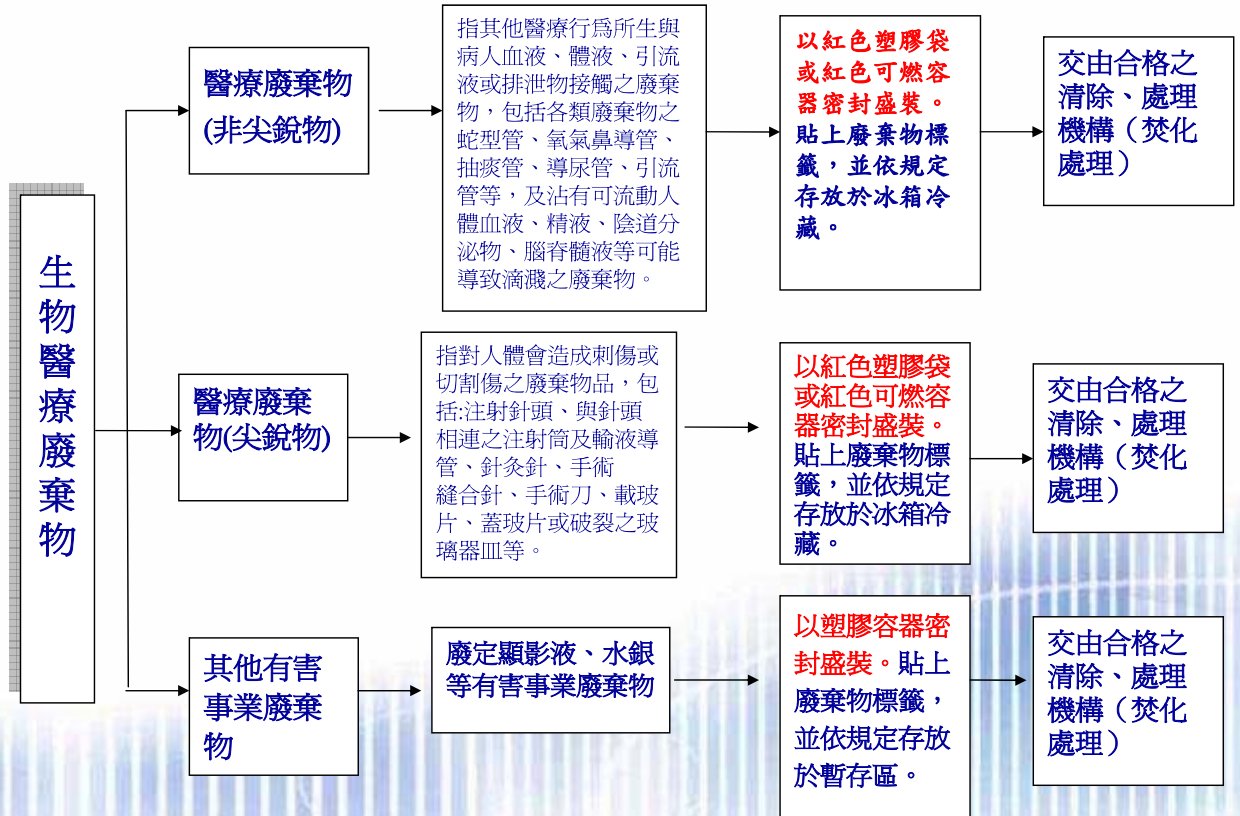 生物醫療廢棄物
醫療廢棄物
(非尖銳物)
指其他醫療行為所生與
病人血液、體液、引流
液或排泄物接觸之廢棄
物，包括各類廢棄物之
蛇型管、氧氣鼻導管、
抽痰管、導尿管、引流
管等，及沾有可流動人
體血液、精液、陰道分
泌物、腦脊髓液等可能
導致滴濺之廢棄物。
以紅色塑膠袋
或紅色可燃容
器密封盛裝。
貼上廢棄物標
籤，並依規定
存放於冰箱冷
藏。
交由合格之
清除、處理
機構（焚化
處理）
醫療廢棄
物(尖銳物)
指對人體會造成刺傷或
切割傷之廢棄物品，包
括:注射針頭、與針頭
相連之注射筒及輸液導
管、針灸針、手術
縫合針、手術刀、載玻
片、蓋玻片或破裂之玻
璃器皿等。
以紅色塑膠袋
或紅色可燃容
器密封盛裝。
貼上廢棄物標
籤，並依規定
存放於冰箱冷
藏。
交由合格之
清除、處理
機構（焚化
處理）
其他有害
事業廢棄
物
廢定顯影液、水銀
等有害事業廢棄物
以塑膠容器密
封盛裝。貼上
廢棄物標籤，
並依規定存放
於暫存區。
交由合格之
清除、處理
機構（焚化
處理）